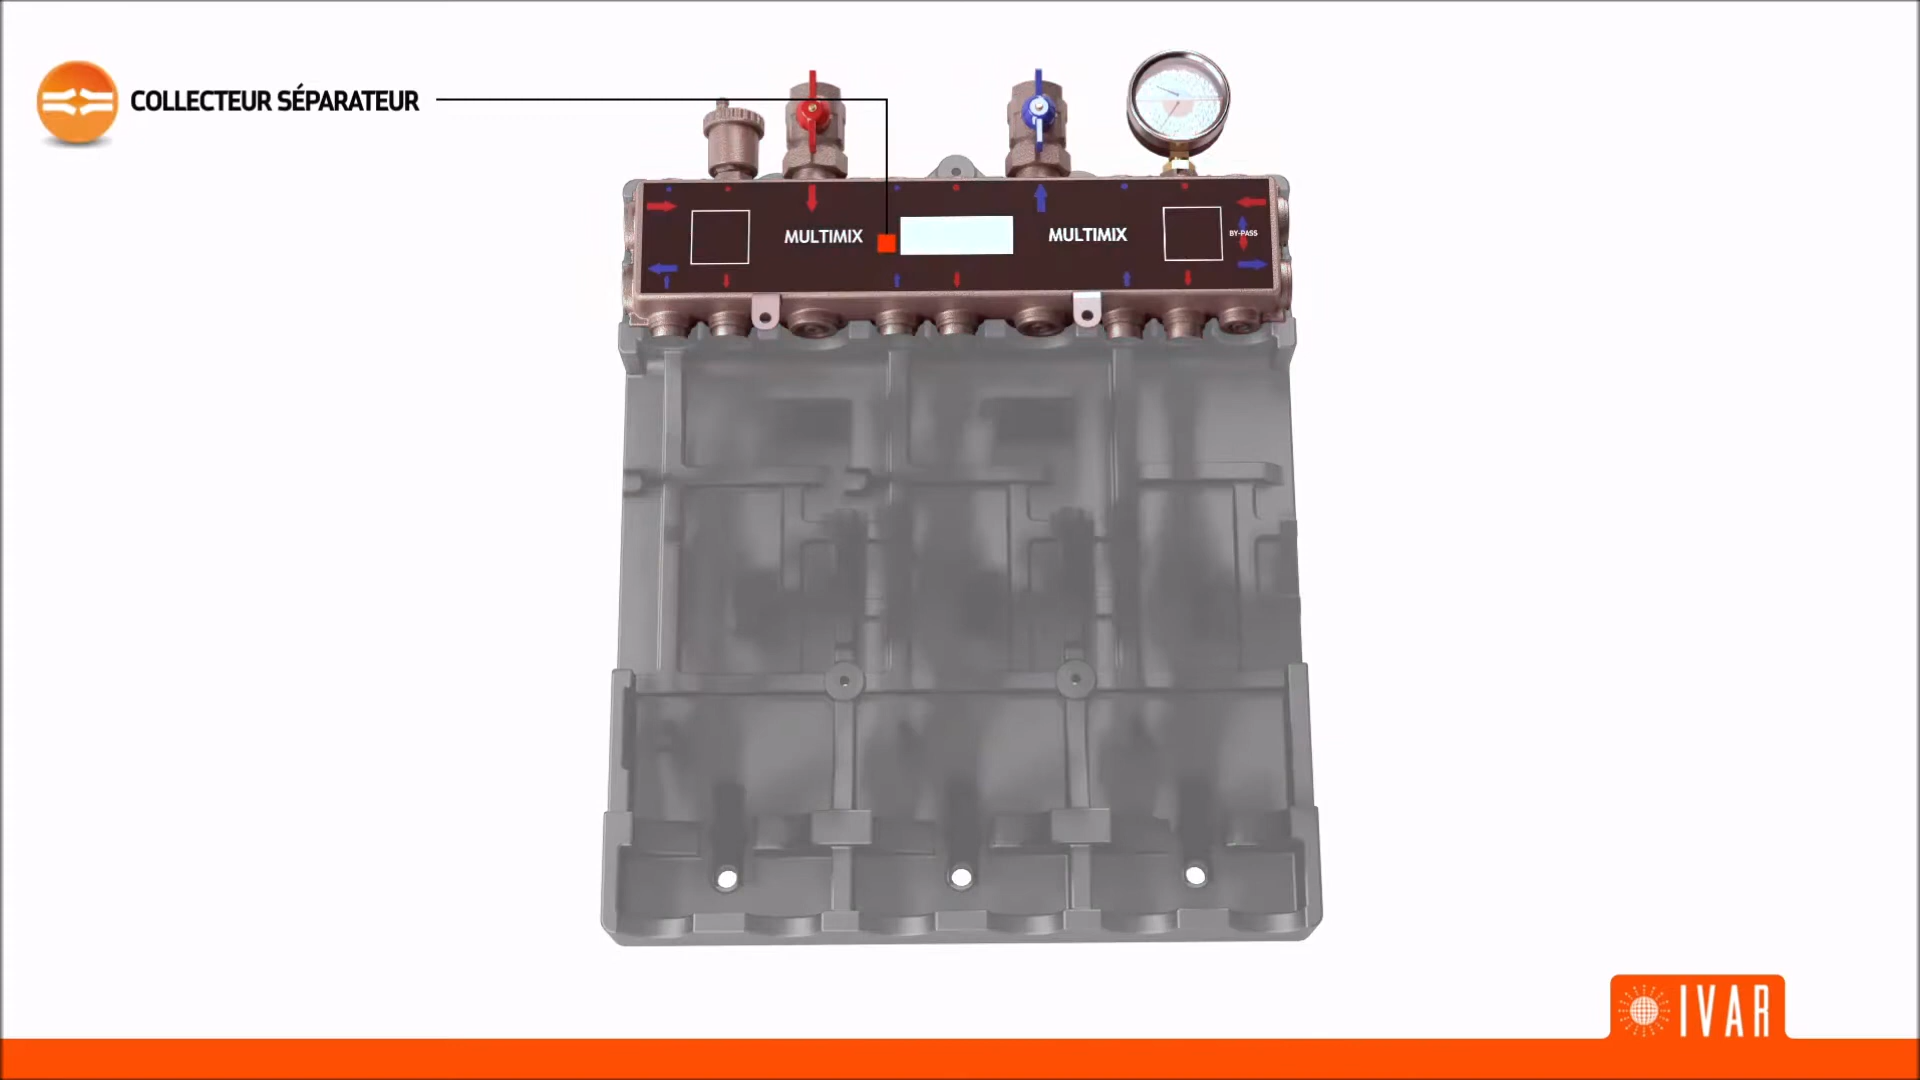 COLLECTEUR SÉPARATEUR
MULTIMIX
MULTIMIX
BY-PASS
IVAR